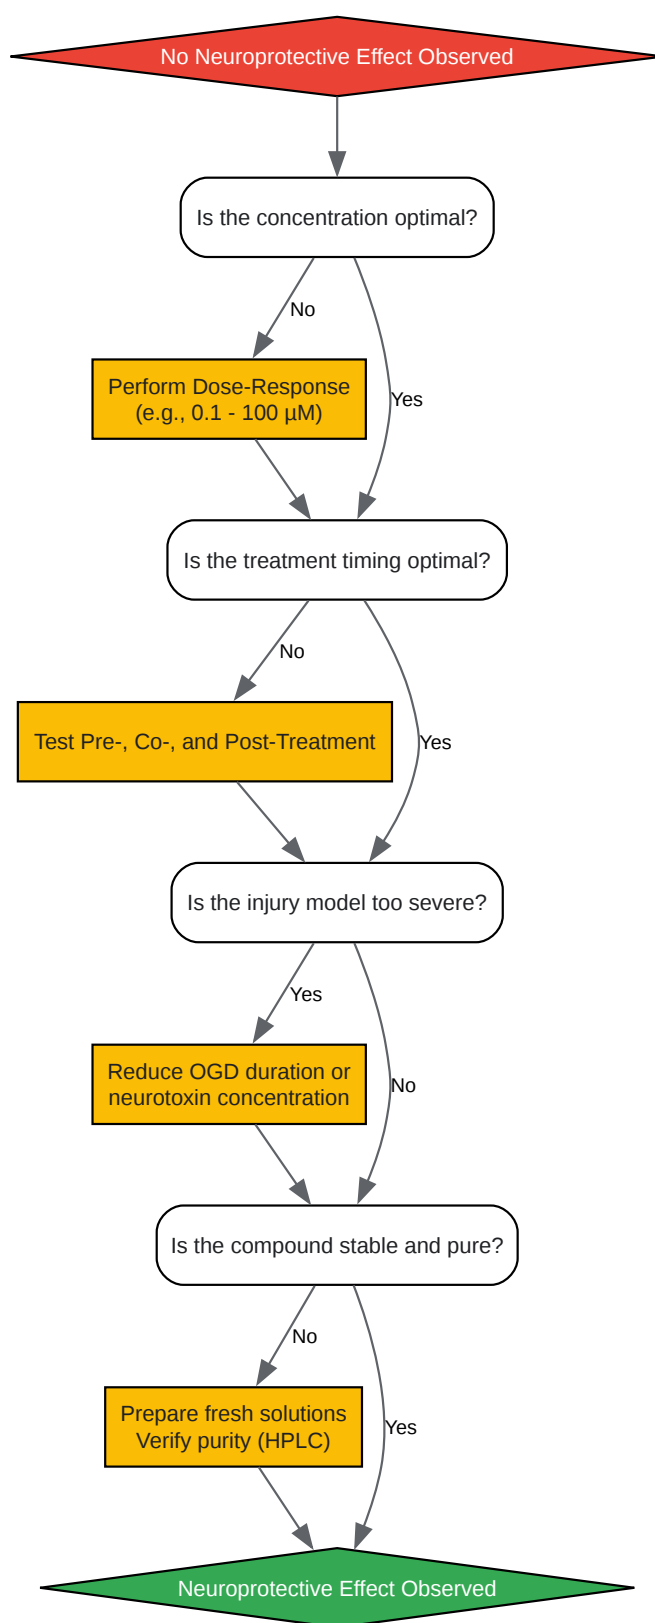 No Neuroprotective Effect Observed
Is the concentration optimal?
No
Perform Dose-Response
(e.g., 0.1 - 100 µM)
Yes
Is the treatment timing optimal?
No
Test Pre-, Co-, and Post-Treatment
Yes
Is the injury model too severe?
Yes
Reduce OGD duration or
neurotoxin concentration
No
Is the compound stable and pure?
No
Prepare fresh solutions
Verify purity (HPLC)
Yes
Neuroprotective Effect Observed